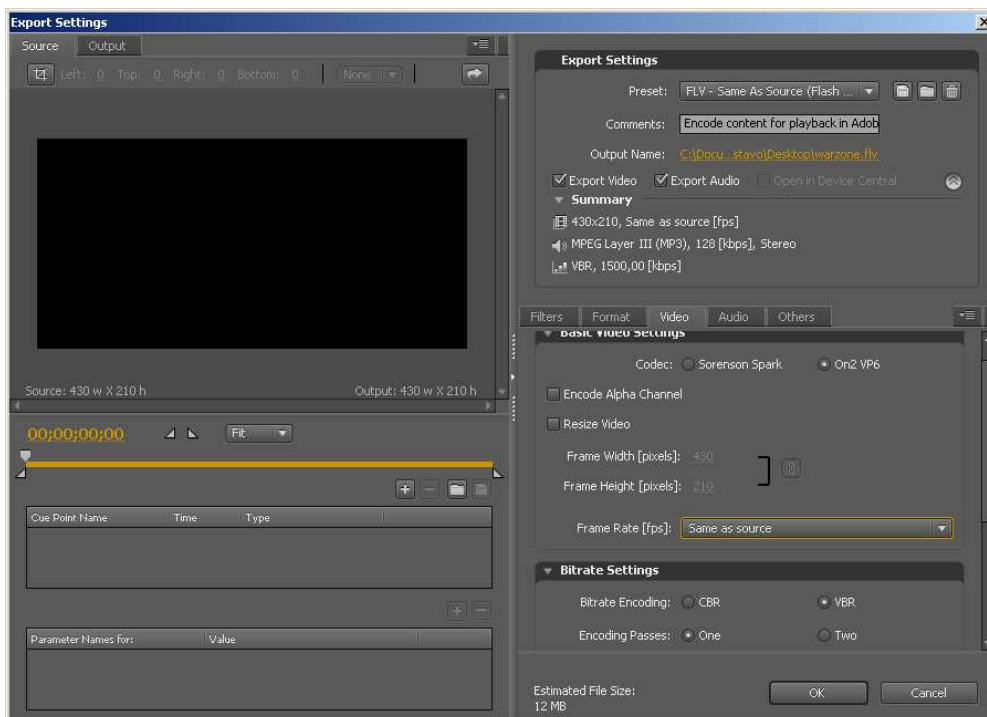 Export Settings
Source Output
Left: 0 Top: 0 Right: 0 Bottom: 0 None
Source: 430 w X 210 h Output: 430 w X 210 h
00;00;00;00 Fit
Cue Point Name Time Type
Parameter Names for: Value
Export Settings
Preset: FLV - Same As Source (Flash ...
Comments: Encode content for playback in Adob
Output Name: C:\Docu...stavo\Desktop\warzone.flv
Export Video Export Audio Open in Device Central
Summary
430x210, Same as source [fps]
MPEG Layer III (MP3), 128 [kbps], Stereo
VBR, 1500,00 [kbps]
Filters Format Video Audio Others
Basic Video Settings
Codec: Sorenson Spark On2 VP6
Encode Alpha Channel
Resize Video
Frame Width [pixels]: 430
Frame Height [pixels]: 210
Frame Rate [fps]: Same as source
Bitrate Settings
Bitrate Encoding: CBR VBR
Encoding Passes: One Two
Estimated File Size:
12 MB
OK Cancel